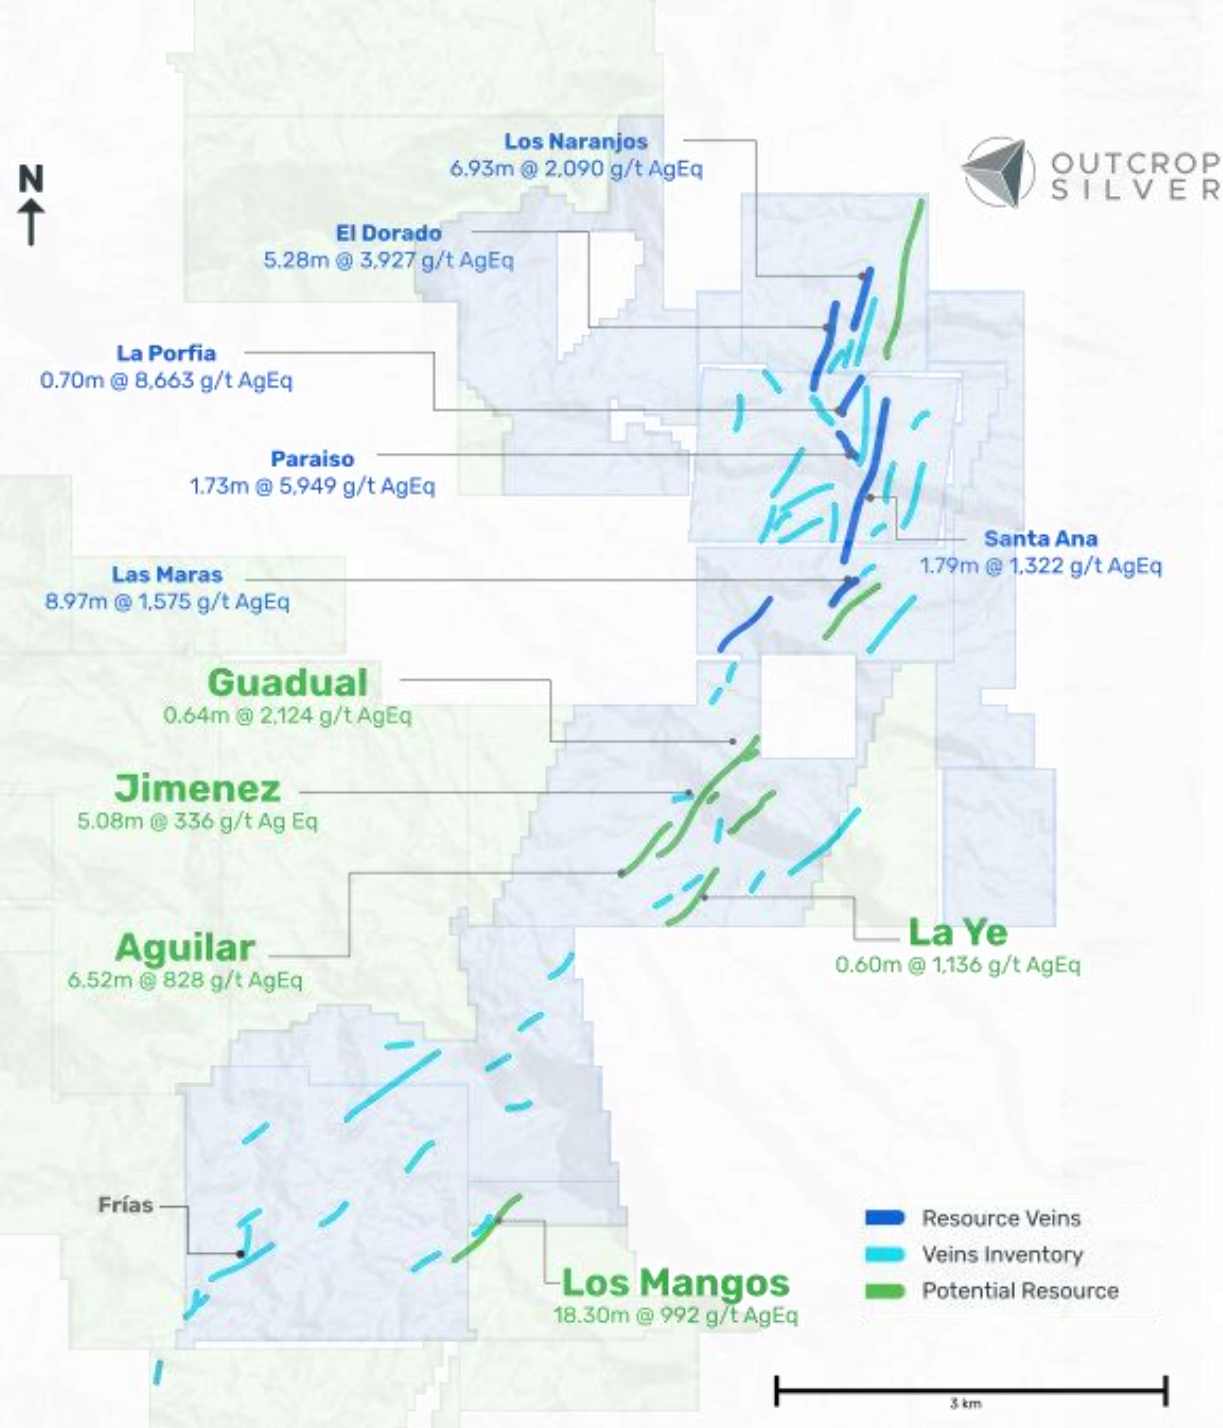 Los Naranjos
6.93m @ 2,090 g/t AgEq
OUTCROP
SILVER
N
El Dorado
5.28m @ 3,927 g/t AgEq
La Porfia
0.70m @ 8,663 g/t AgEq
Paraiso
1.73m @ 5,949 g/t AgEq
Santa Ana
1.79m @ 1,322 g/t AgEq
Las Maras
8.97m @ 1,575 g/t AgEq
Guadual
0.64m @ 2,124 g/t AgEq
Jimenez
5.08m @ 336 g/t Ag Eq
Aguilar
6.52m @ 828 g/t AgEq
La Ye
0.60m @ 1,136 g/t AgEq
Frías
Los Mangos
18.30m @ 992 g/t AgEq
Resource Veins
Veins Inventory
Potential Resource
3 km